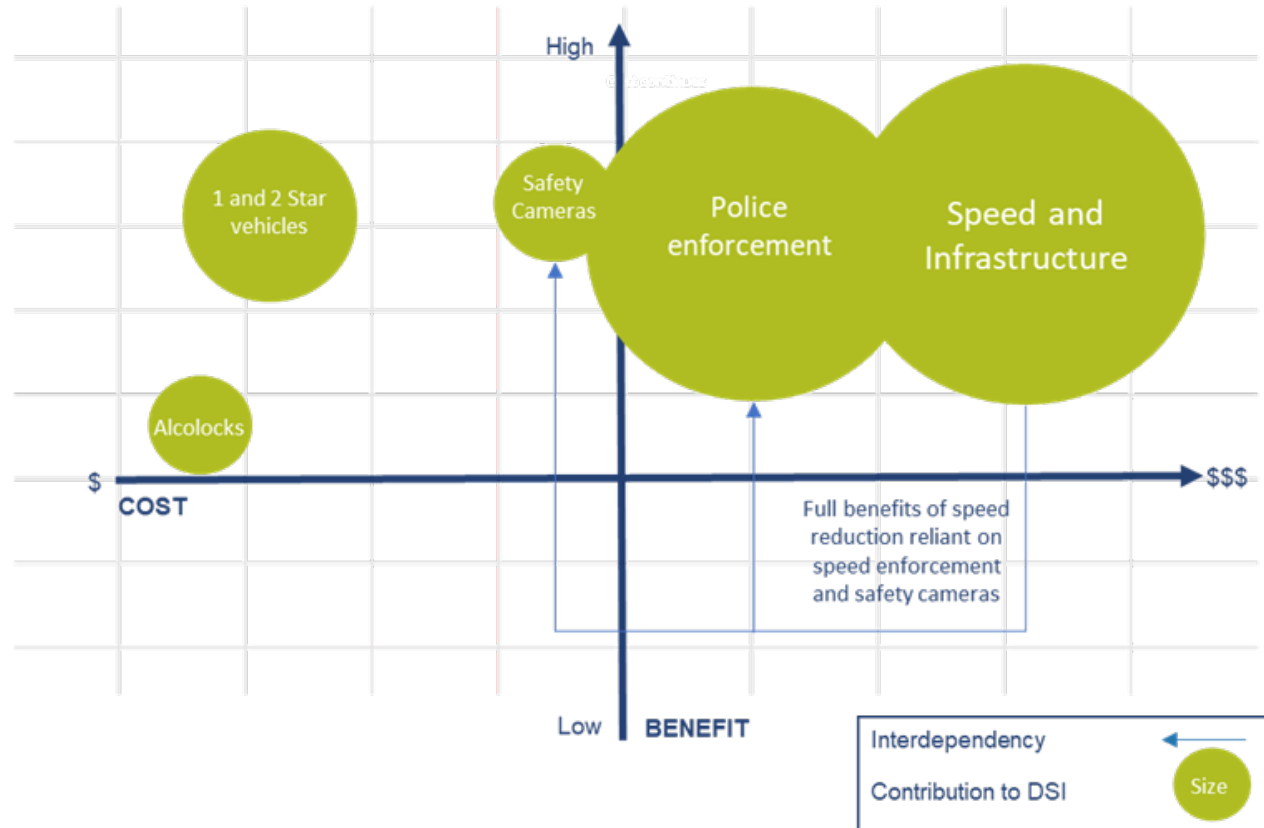 High
1 and 2 Star
vehicles
Safety
Cameras
Police
enforcement
Speed and
Infrastructure
Alcolocks
$
$$$
COST
Full benefits of speed
reduction reliant on
speed enforcement
and safety cameras
Low
BENEFIT
Interdependency
Contribution to DSI
Size